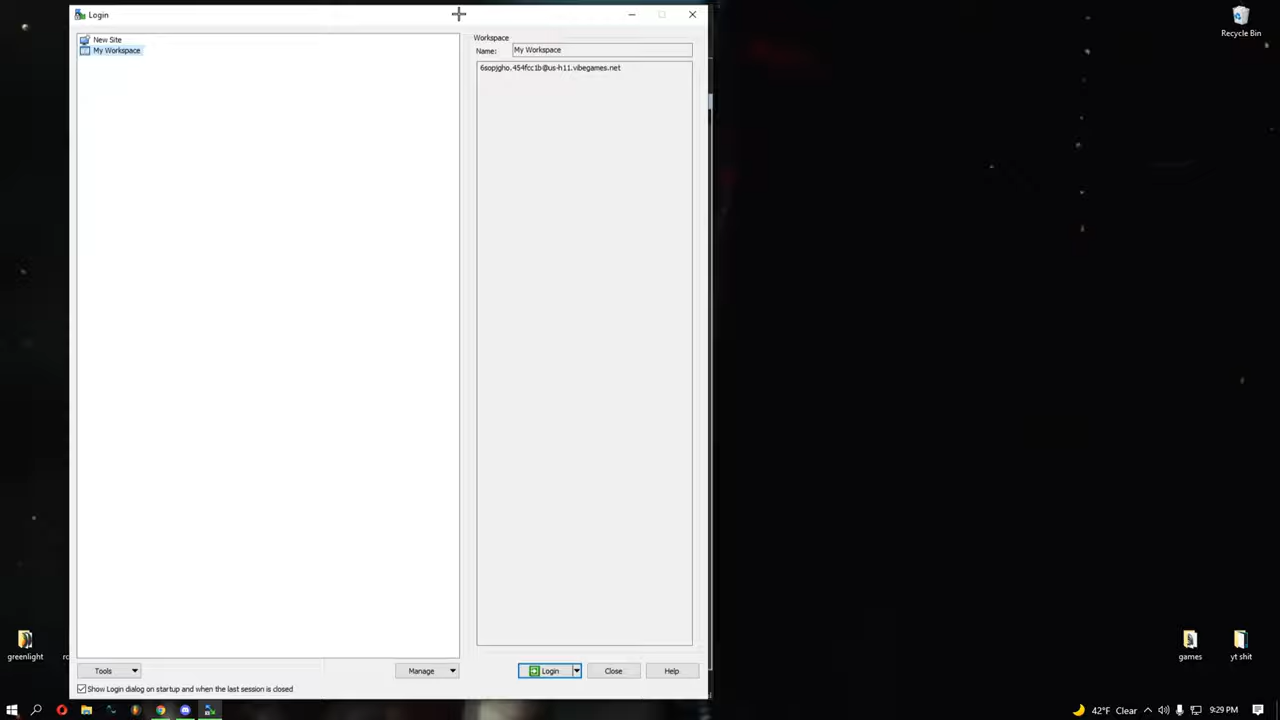 Login
New Site
My Workspace
Workspace
Name: My Workspace
6sopjgho.454fcc1b@us-h11.vibegames.net
Tools
Manage
Login
Close
Help
Show Login dialog on startup and when the last session is closed
Recycle Bin
greenlight
games
yt shit
42°F Clear
9:29 PM